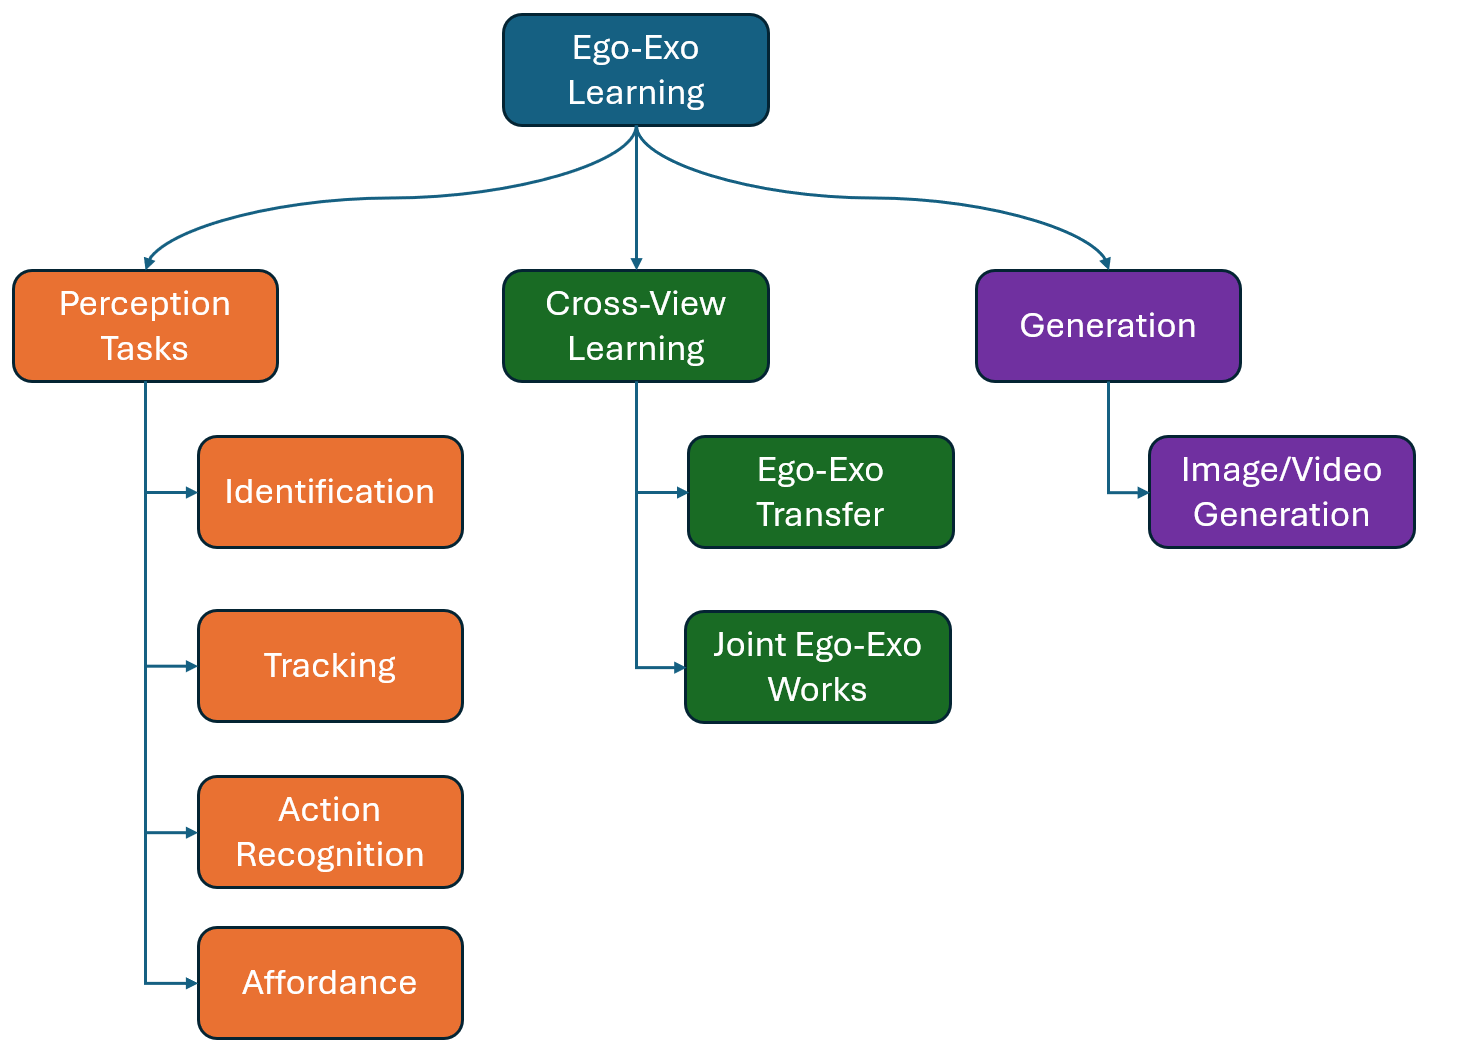 Ego-Exo
Learning
Perception
Tasks
Cross-View
Learning
Generation
Identification
Ego-Exo
Transfer
Image/Video
Generation
Tracking
Joint Ego-Exo
Works
Action
Recognition
Affordance